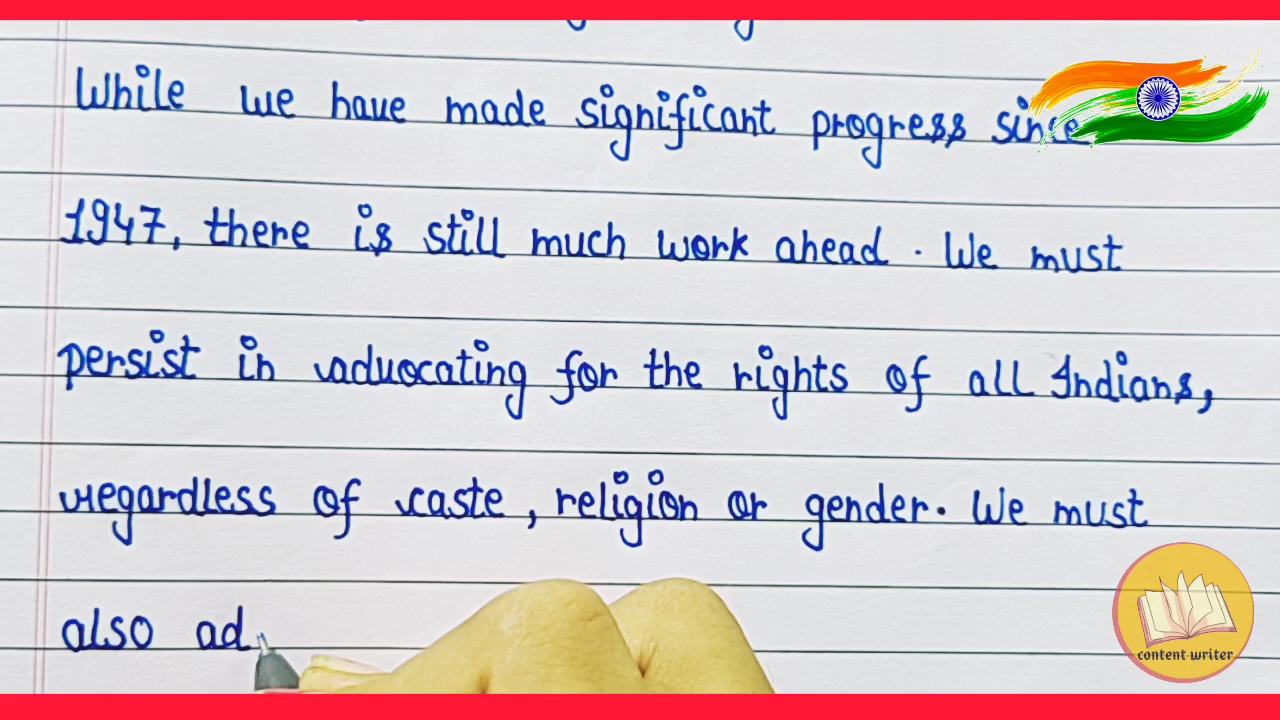 While we have made significant progress since
1947, there is still much work ahead. We must
persist in advocating for the rights of all Indians,
regardless of caste, religion or gender. We must
also ad
content writer